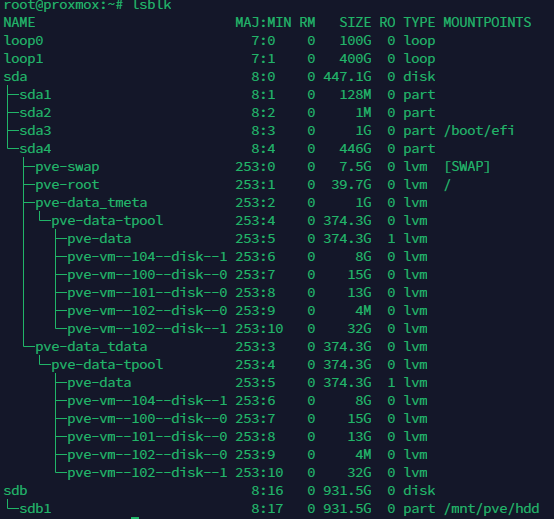 root@proxmox:~# lsblk
NAME                         MAJ:MIN RM   SIZE RO TYPE MOUNTPOINTS
loop0                          7:0    0   100G  0 loop
loop1                          7:1    0   400G  0 loop
sda                            8:0    0 447.1G  0 disk
├─sda1                         8:1    0   128M  0 part
├─sda2                         8:2    0     1M  0 part
├─sda3                         8:3    0     1G  0 part /boot/efi
└─sda4                         8:4    0   446G  0 part
  ├─pve-swap                 253:0    0   7.5G  0 lvm  [SWAP]
  ├─pve-root                 253:1    0  39.7G  0 lvm  /
  ├─pve-data_tmeta           253:2    0     1G  0 lvm
  │ └─pve-data-tpool         253:4    0 374.3G  0 lvm
  │   ├─pve-data             253:5    0 374.3G  1 lvm
  │   ├─pve-vm--104--disk--1 253:6    0     8G  0 lvm
  │   ├─pve-vm--100--disk--0 253:7    0    15G  0 lvm
  │   ├─pve-vm--101--disk--0 253:8    0    13G  0 lvm
  │   ├─pve-vm--102--disk--0 253:9    0     4M  0 lvm
  │   └─pve-vm--102--disk--1 253:10   0    32G  0 lvm
  └─pve-data_tdata           253:3    0 374.3G  0 lvm
    └─pve-data-tpool         253:4    0 374.3G  0 lvm
      ├─pve-data             253:5    0 374.3G  1 lvm
      ├─pve-vm--104--disk--1 253:6    0     8G  0 lvm
      ├─pve-vm--100--disk--0 253:7    0    15G  0 lvm
      ├─pve-vm--101--disk--0 253:8    0    13G  0 lvm
      ├─pve-vm--102--disk--0 253:9    0     4M  0 lvm
      └─pve-vm--102--disk--1 253:10   0    32G  0 lvm
sdb                            8:16   0 931.5G  0 disk
└─sdb1                         8:17   0 931.5G  0 part /mnt/pve/hdd